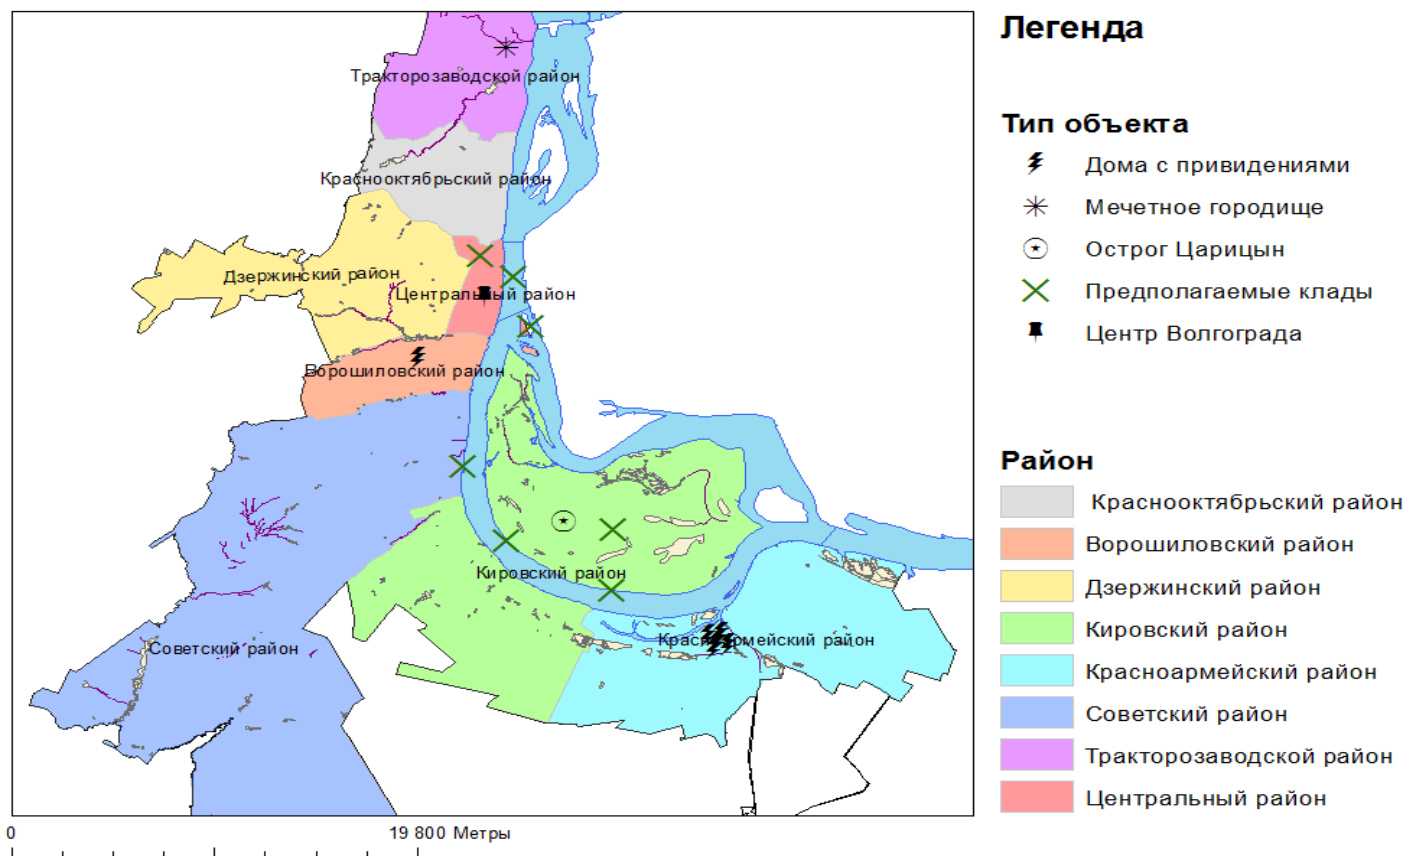 Легенда
Тип объекта
Дома с привидениями
Мечетное городище
Острог Царицын
Предполагаемые клады
Центр Волгограда
Район
Краснооктябрьский район
Ворошиловский район
Дзержинский район
Кировский район
Красноармейский район
Советский район
Тракторозаводской район
Центральный район
Тракторозаводской район
Краснооктябрьский район
Дзержинский район
Центральный район
Ворошиловский район
Кировский район
Красноармейский район
Советский район
0
19 800 Метры